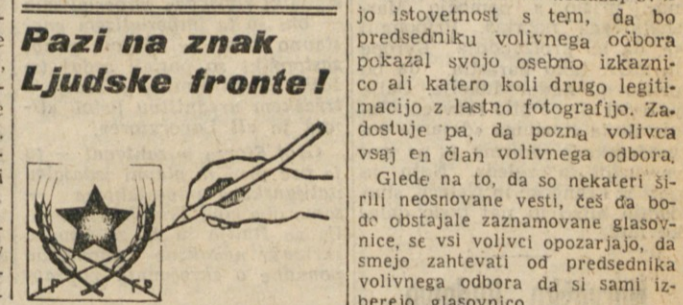 Pazi na znak
Ljudske fronte!
LP FP
jo istovetnost s tem, da bo
predsedniku volivnega odbora
pokazal svojo osebno izkazni-
co ali katero koli drugo legiti-
macijo z lastno fotografijo. Za-
dostuje pa, da pozna volivca
vsaj en član volivnega odbora.
Glede na to, da so nekateri ši-
rili neosnovane vesti, češ da bo-
do obstajale zaznamovane glasov-
nice, se vsi volivci opozarjajo, da
smejo zahtevati od predsednika
volivnega odbora da si sami iz-
berejo glasovnico